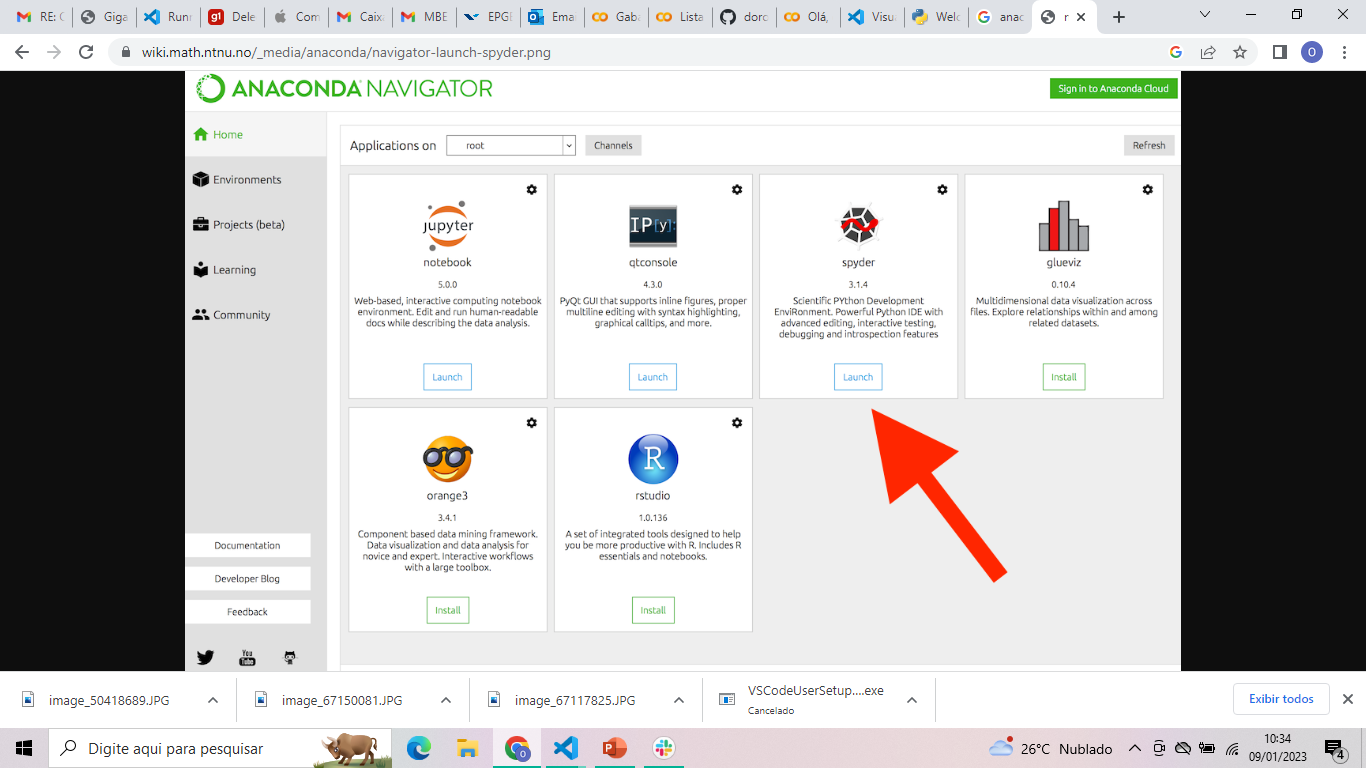 RE: C
Giga
Runn
Dele
Com
Caixa
MBE
EPGE
Ema
Gaba
Lista
dorc
Olá,
Visua
Welc
anac
r
wiki.math.ntnu.no/_media/anaconda/navigator-launch-spyder.png
O
ANACONDA NAVIGATOR
Sign in to Anaconda Cloud
Home
Environments
Projects (beta)
Learning
Community
Documentation
Developer Blog
Feedback
You
Tube
Applications on
root
Channels
Refresh
jupyter
notebook
5.0.0
Web-based, interactive computing notebook
environment. Edit and run human-readable
docs while describing the data analysis.
Launch
IP[y]:
qtconsole
4.3.0
PyQt GUI that supports inline figures, proper
multiline editing with syntax highlighting,
graphical calltips, and more.
Launch
spyder
3.1.4
Scientific PYthon Development
EnviRonment. Powerful Python IDE with
advanced editing, interactive testing,
debugging and introspection features
Launch
glueviz
0.10.4
Multidimensional data visualization across
files. Explore relationships within and among
related datasets.
Install
orange3
3.4.1
Component based data mining framework.
Data visualization and data analysis for
novice and expert. Interactive workflows
with a large toolbox.
Install
R
rstudio
1.0.136
A set of integrated tools designed to help
you be more productive with R. Includes R
essentials and notebooks.
Install
image_50418689.JPG
image_67150081.JPG
image_67117825.JPG
VSCodeUserSetup....exe
Cancelado
Exibir todos
Digite aqui para pesquisar
26°C Nublado
10:34
09/01/2023
4